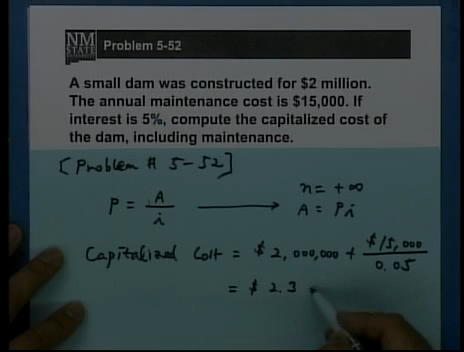 NM
STATE
Problem 5-52
A small dam was constructed for $2 million.
The annual maintenance cost is $15,000. If
interest is 5%, compute the capitalized cost of
the dam, including maintenance.
[Problem # 5-52]
P = A/i ⟶ n = +∞
A = Pi
Capitalized Cost = $2,000,000 + $15,000/0.05
= $2.3